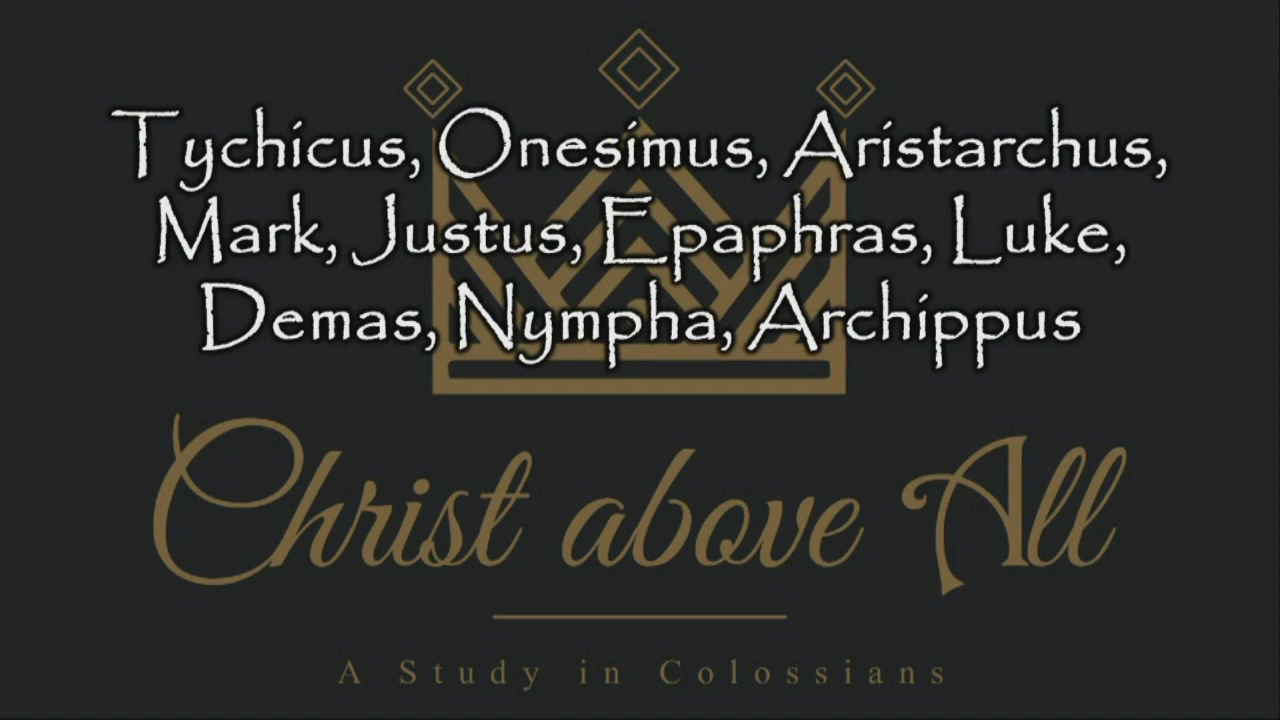 Tychicus, Onesimus, Aristarchus,
Mark, Justus, Epaphras, Luke,
Demas, Nympha, Archippus
Christ above All
A Study in Colossians